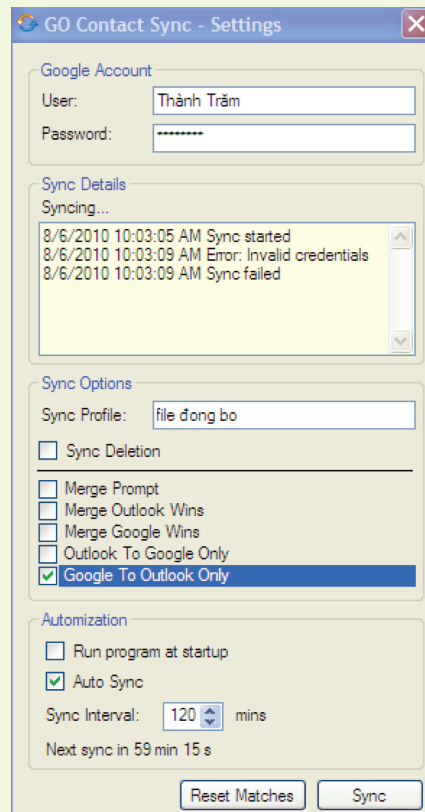 GO Contact Sync - Settings
Google Account
User: Thành Trăm
Password: ********
Sync Details
Syncing...
8/6/2010 10:03:05 AM Sync started
8/6/2010 10:03:09 AM Error: Invalid credentials
8/6/2010 10:03:09 AM Sync failed
Sync Options
Sync Profile: file đong bo
Sync Deletion
Merge Prompt
Merge Outlook Wins
Merge Google Wins
Outlook To Google Only
Google To Outlook Only
Automization
Run program at startup
Auto Sync
Sync Interval: 120 mins
Next sync in 59 min 15 s
Reset Matches Sync